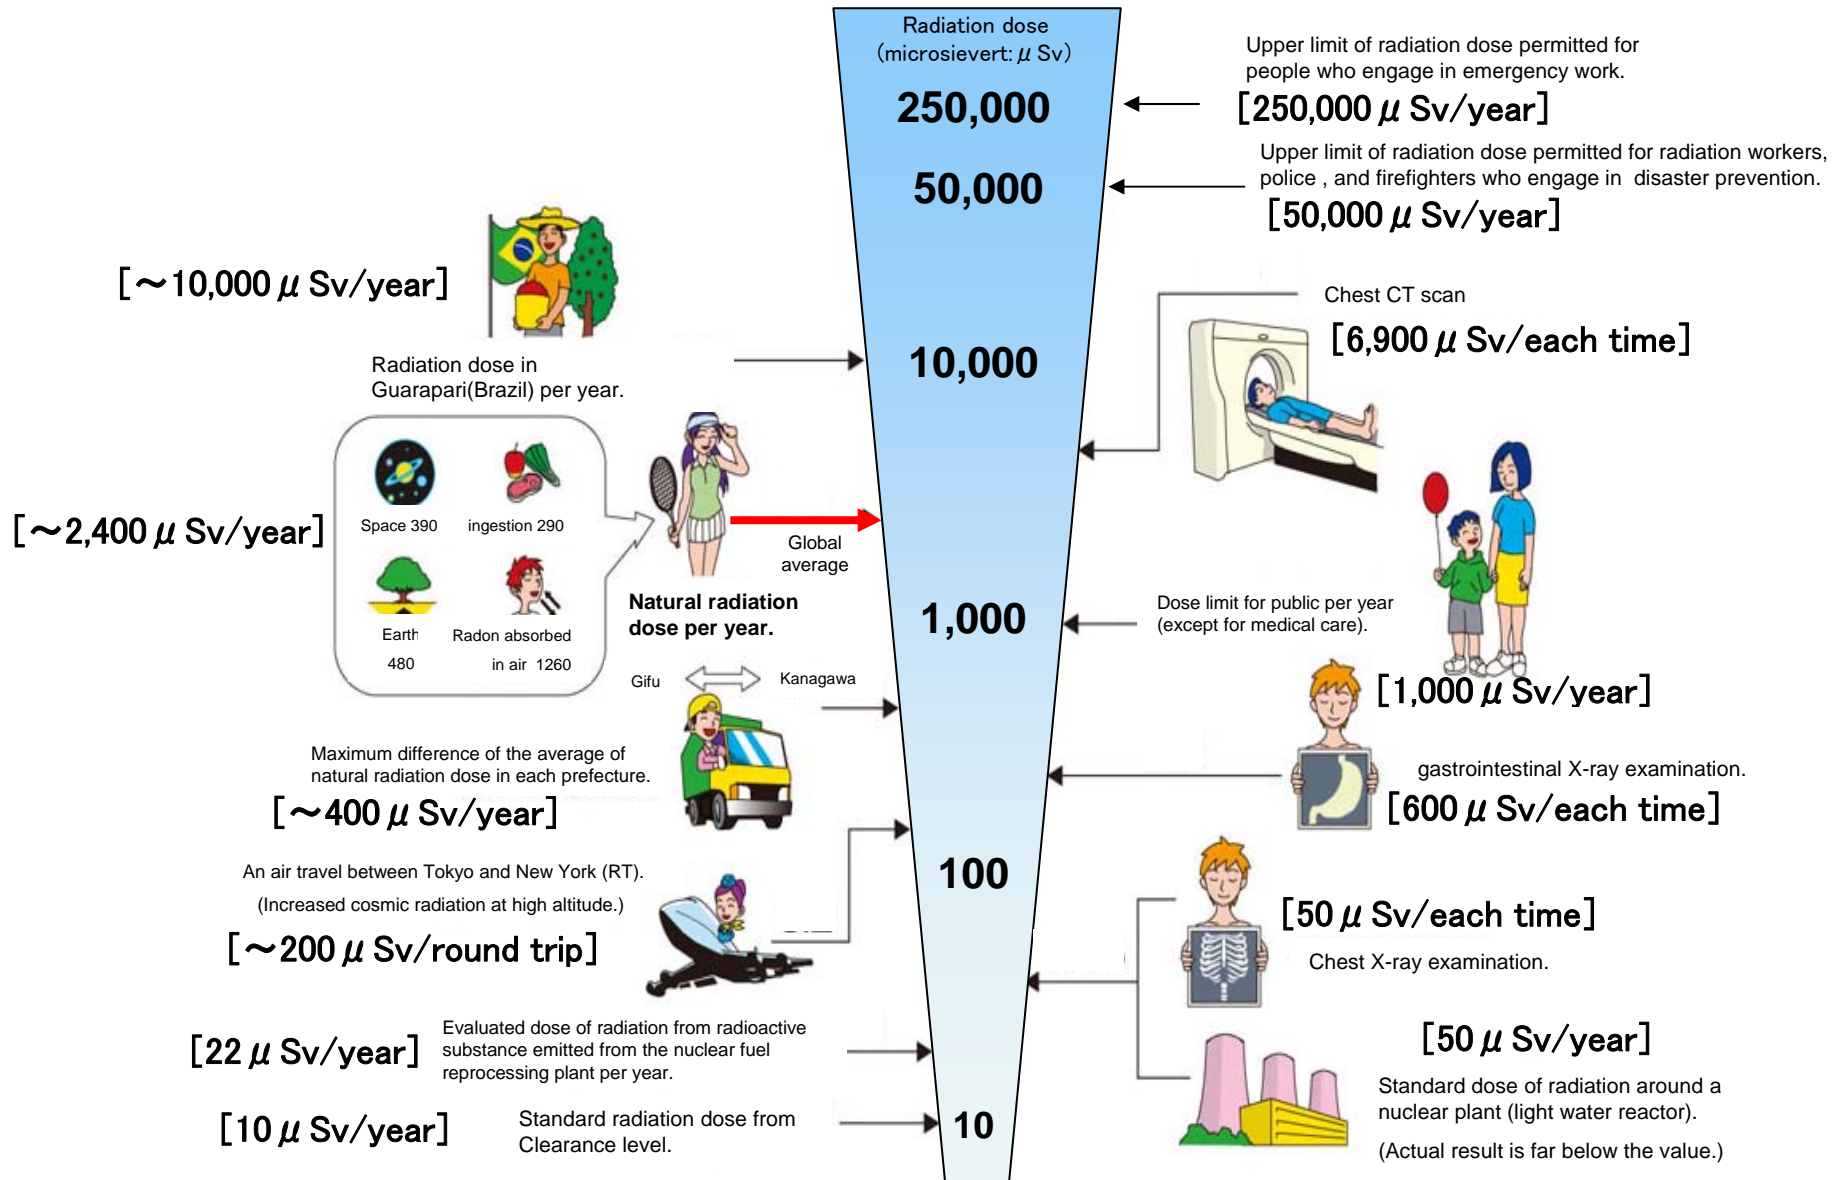 Radiation dose
(microsievert: μ Sv)
250,000
50,000
10,000
1,000
100
10
Upper limit of radiation dose permitted for
people who engage in emergency work.
[250,000 μ Sv/year]
Upper limit of radiation dose permitted for radiation workers,
police , and firefighters who engage in disaster prevention.
[50,000 μ Sv/year]
[~10,000 μ Sv/year]
Radiation dose in
Guarapari(Brazil) per year.
Chest CT scan
[6,900 μ Sv/each time]
[~2,400 μ Sv/year]
Space 390
ingestion 290
Earth
480
Radon absorbed
in air 1260
Global
average
Natural radiation
dose per year.
Dose limit for public per year
(except for medical care).
[1,000 μ Sv/year]
Gifu
Kanagawa
Maximum difference of the average of
natural radiation dose in each prefecture.
[~400 μ Sv/year]
gastrointestinal X-ray examination.
[600 μ Sv/each time]
An air travel between Tokyo and New York (RT).
(Increased cosmic radiation at high altitude.)
[~200 μ Sv/round trip]
[50 μ Sv/each time]
Chest X-ray examination.
[22 μ Sv/year]
Evaluated dose of radiation from radioactive
substance emitted from the nuclear fuel
reprocessing plant per year.
[50 μ Sv/year]
Standard dose of radiation around a
nuclear plant (light water reactor).
(Actual result is far below the value.)
[10 μ Sv/year]
Standard radiation dose from
Clearance level.